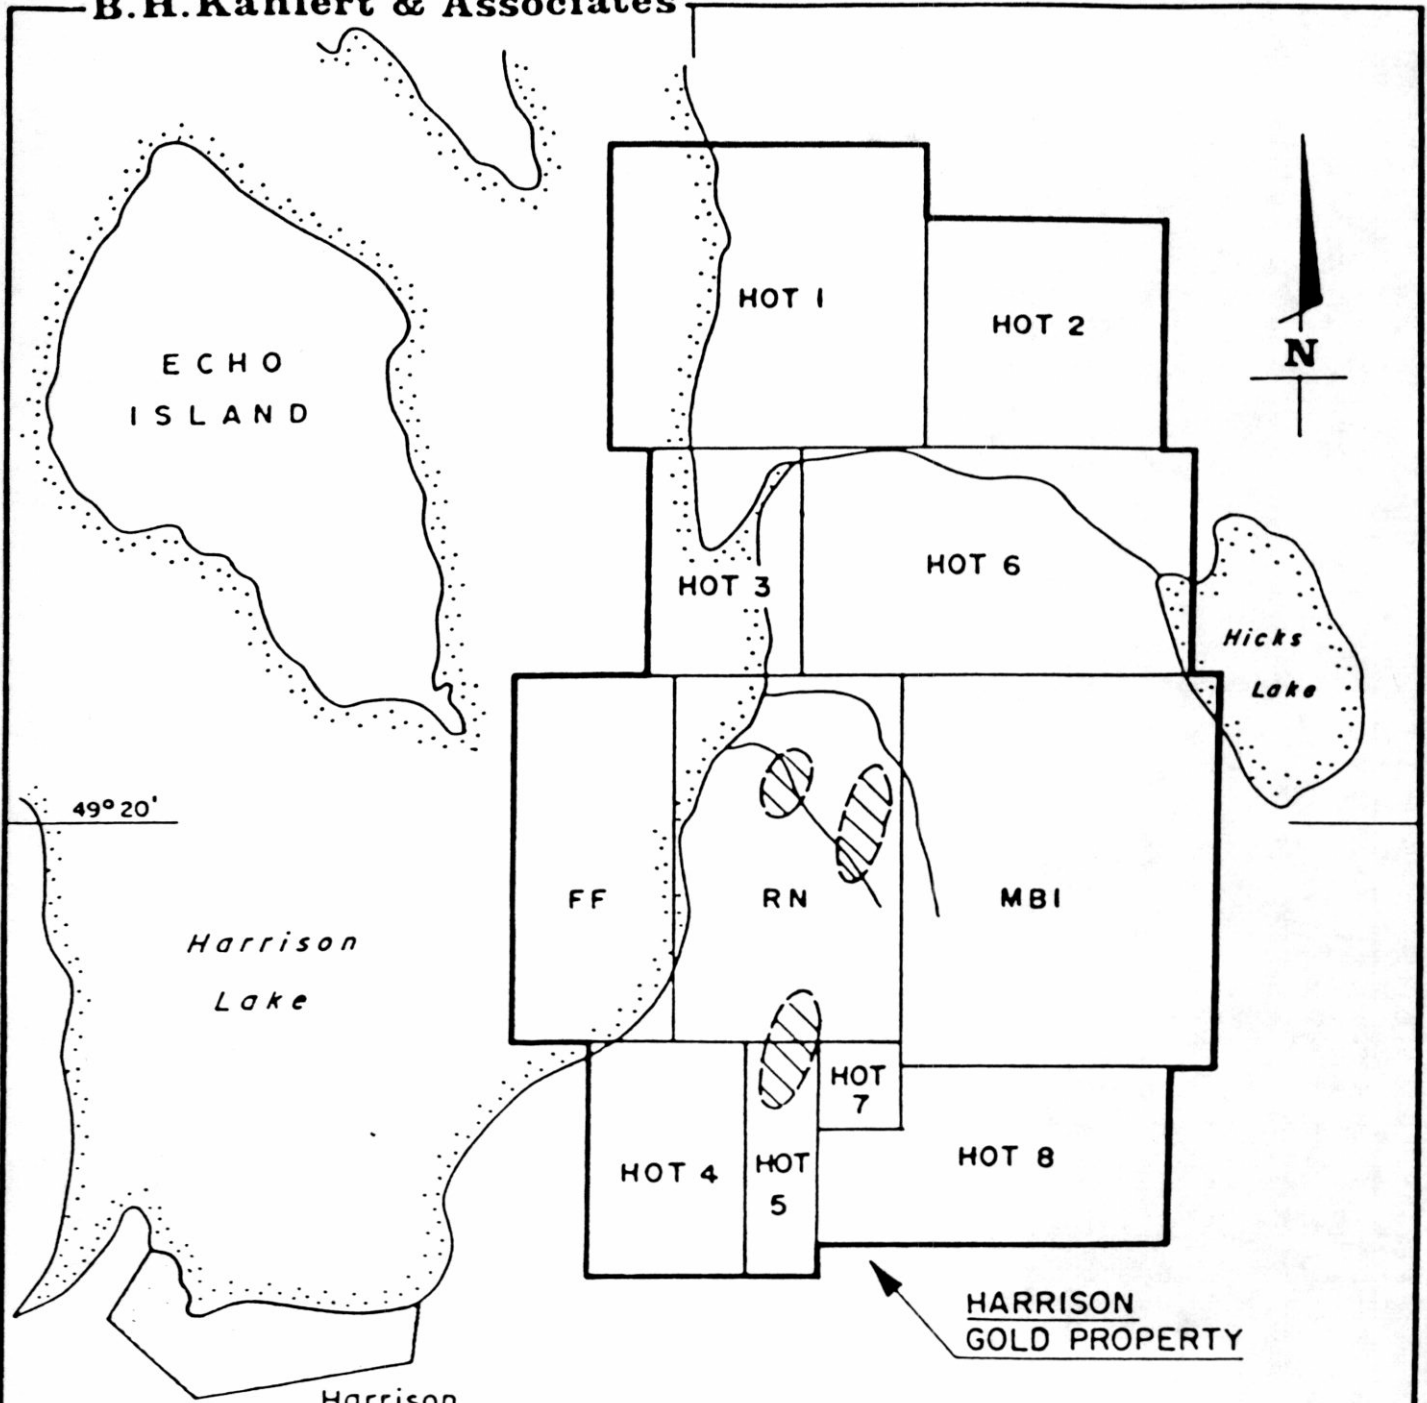 B.H.Kahlert & Associates
HOT 1
HOT 2
N
ECHO
ISLAND
HOT 6
HOT 3
Hicks
Lake
49°20'
FF
RN
MB1
Harrison
Lake
HOT
7
HOT 4
HOT
5
HOT 8
HARRISON
GOLD PROPERTY
Harrison